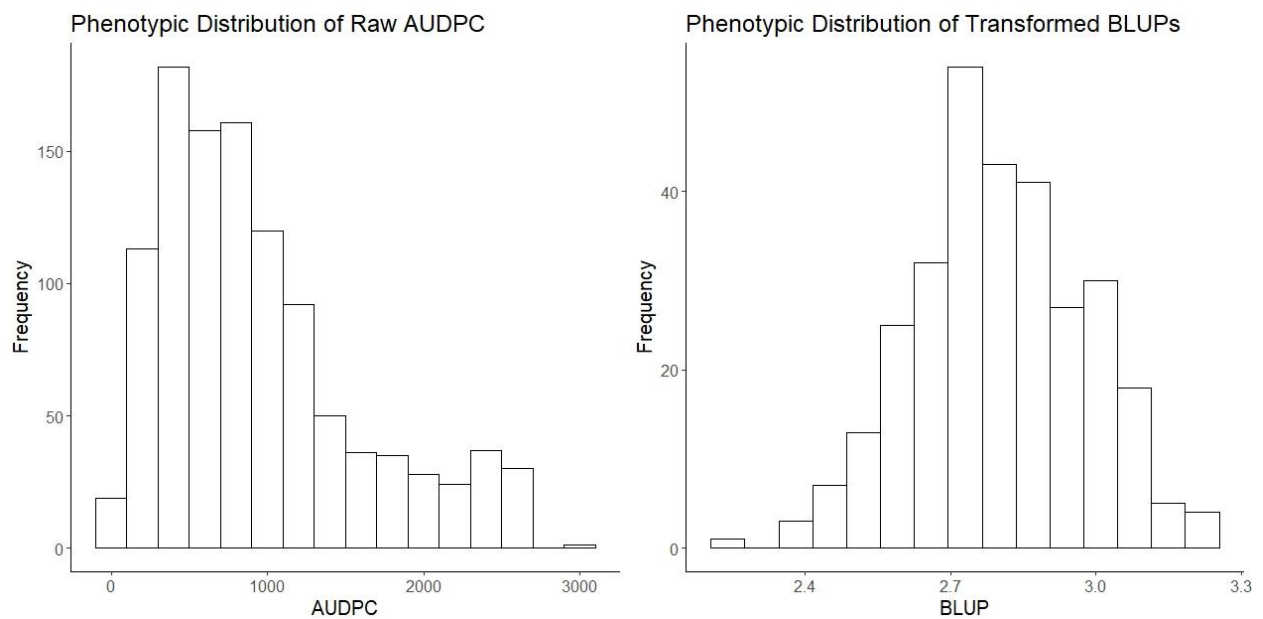 Phenotypic Distribution of Raw AUDPC
Frequency
150
100
50
0
0 1000 2000 3000
AUDPC
Phenotypic Distribution of Transformed BLUPs
Frequency
40
20
0
2.4 2.7 3.0 3.3
BLUP